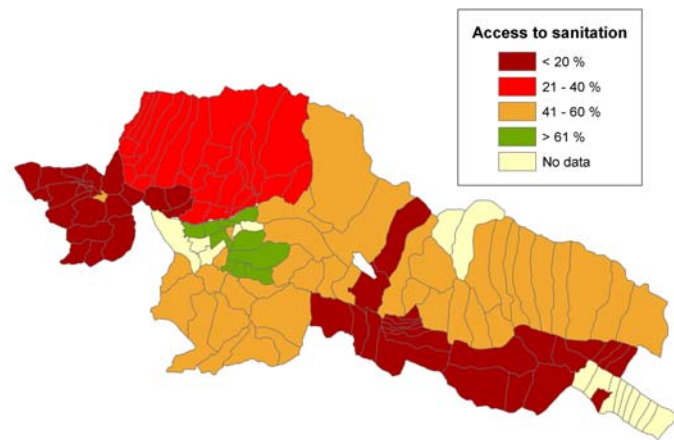 Access to sanitation
< 20 %
21 - 40 %
41 - 60 %
> 61 %
No data